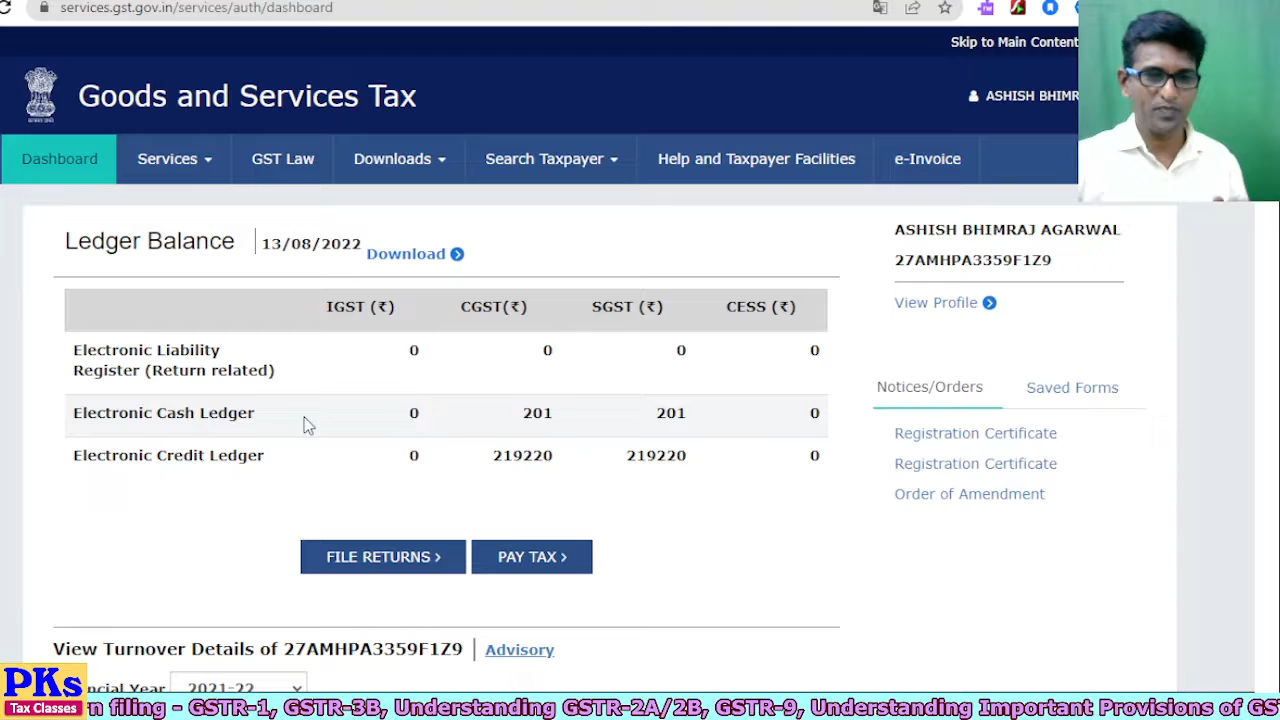 services.gst.gov.in/services/auth/dashboard
Skip to Main Content
Goods and Services Tax
ASHISH BHIMR
Dashboard Services GST Law Downloads Search Taxpayer Help and Taxpayer Facilities e-Invoice
Ledger Balance 13/08/2022 Download
ASHISH BHIMRAJ AGARWAL
27AMHPA3359F1Z9
View Profile
IGST (₹) CGST(₹) SGST (₹) CESS (₹)
Electronic Liability
Register (Return related) 0 0 0 0
Electronic Cash Ledger 0 201 201 0
Electronic Credit Ledger 0 219220 219220 0
Notices/Orders Saved Forms
Registration Certificate
Registration Certificate
Order of Amendment
FILE RETURNS > PAY TAX >
View Turnover Details of 27AMHPA3359F1Z9 Advisory
ncial Year 2021-22
PKs
Tax Classes
n filing - GSTR-1, GSTR-3B, Understanding GSTR-2A/2B, GSTR-9, Understanding Important Provisions of GS